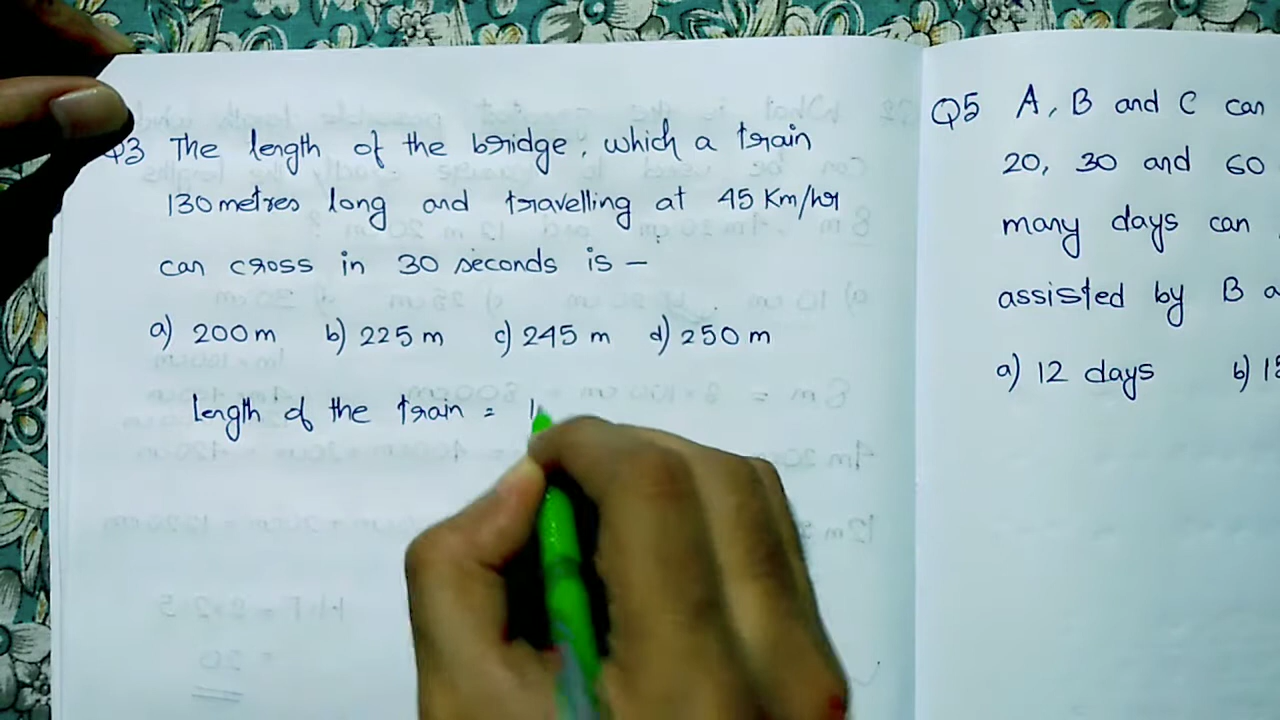 Q3 The length of the bridge, which a train
130 metres long and travelling at 45 Km/hr
can cross in 30 seconds is –
a) 200 m b) 225 m c) 245 m d) 250 m
length of the train = 1
Q5 A, B and C can
20, 30 and 60
many days can
assisted by B a
a) 12 days b) 1